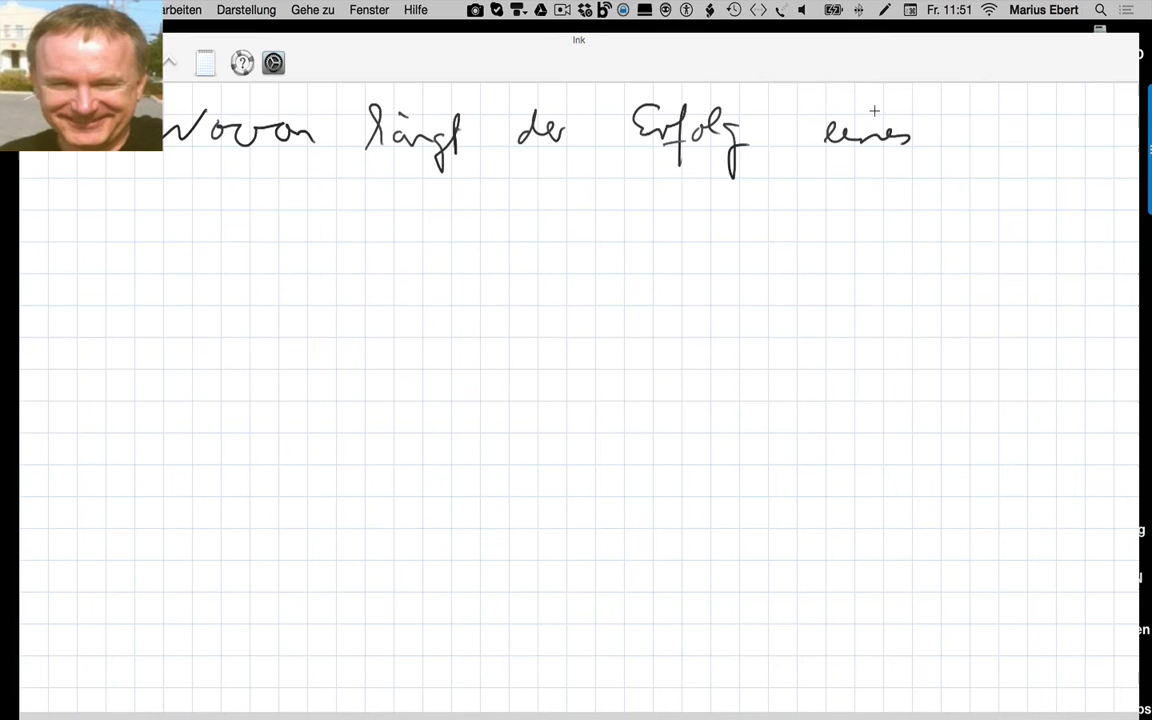 arbeiten Darstellung Gehe zu Fenster Hilfe Fr. 11:51 Marius Ebert
Ink
Wovon hängt der Erfolg eines